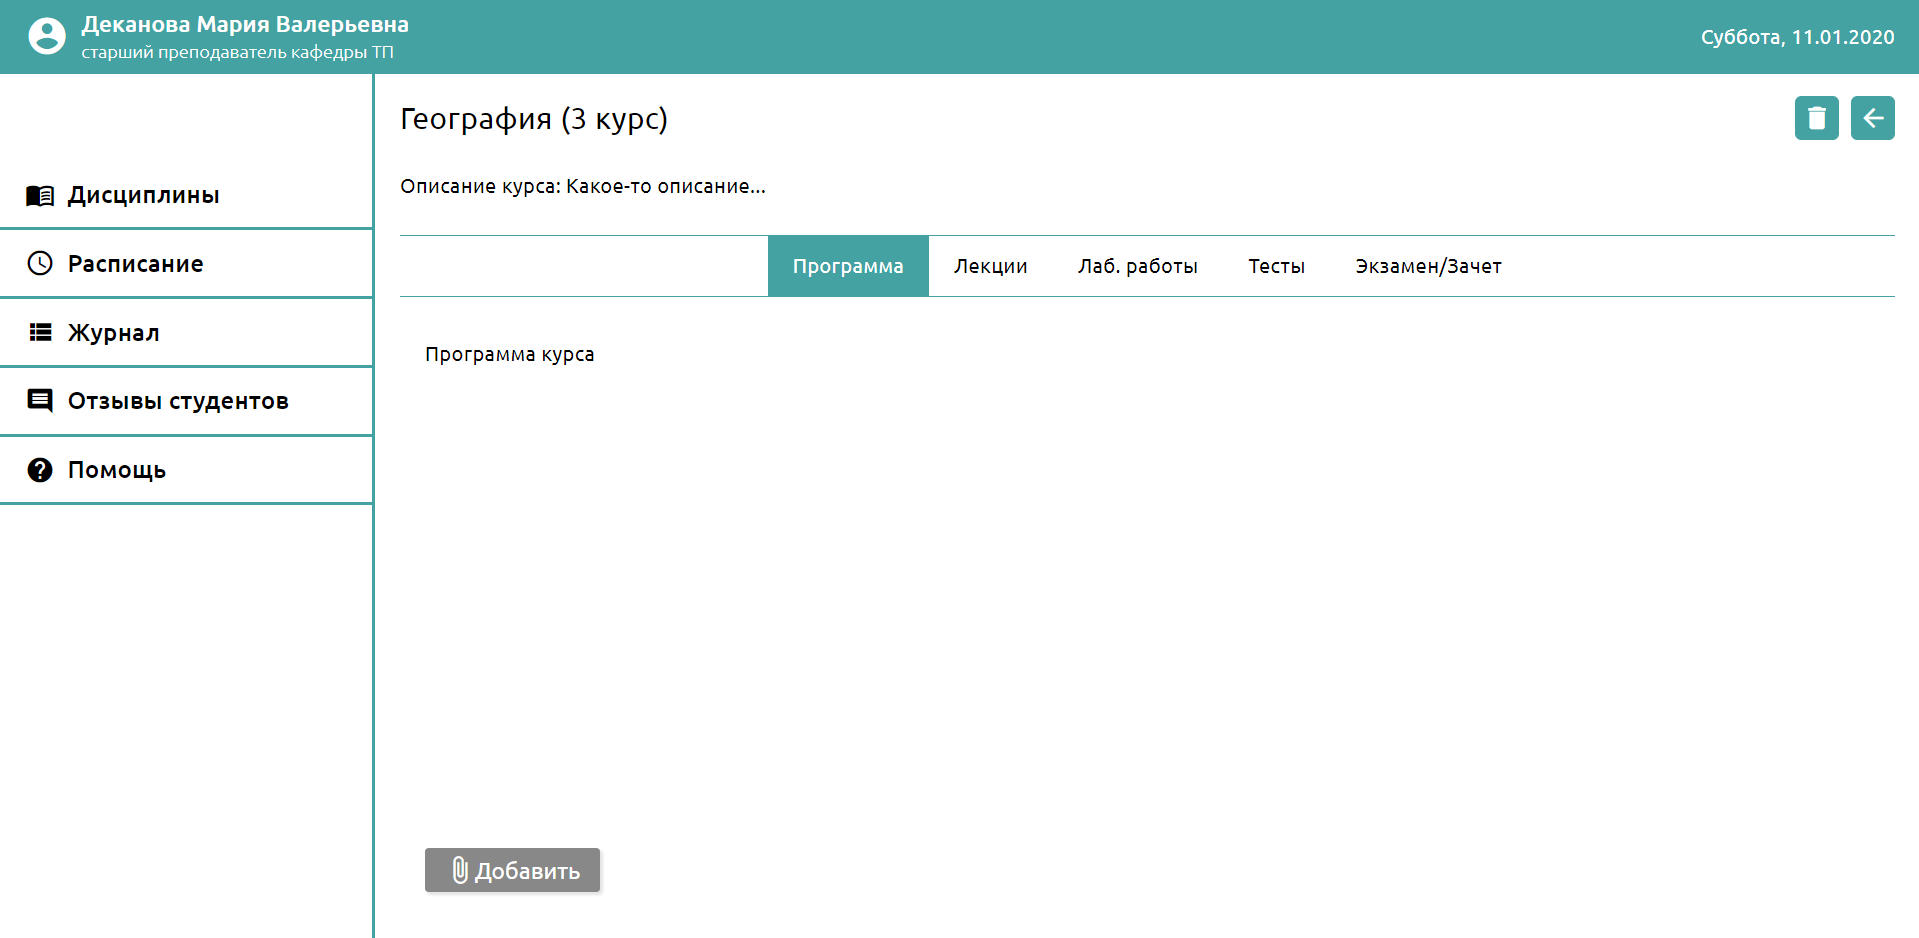 Деканова Мария Валерьевна
старший преподаватель кафедры ТП
Суббота, 11.01.2020
Дисциплины
Расписание
Журнал
Отзывы студентов
Помощь
География (3 курс)
Описание курса: Какое-то описание...
Программа Лекции Лаб. работы Тесты Экзамен/Зачет
Программа курса
Добавить